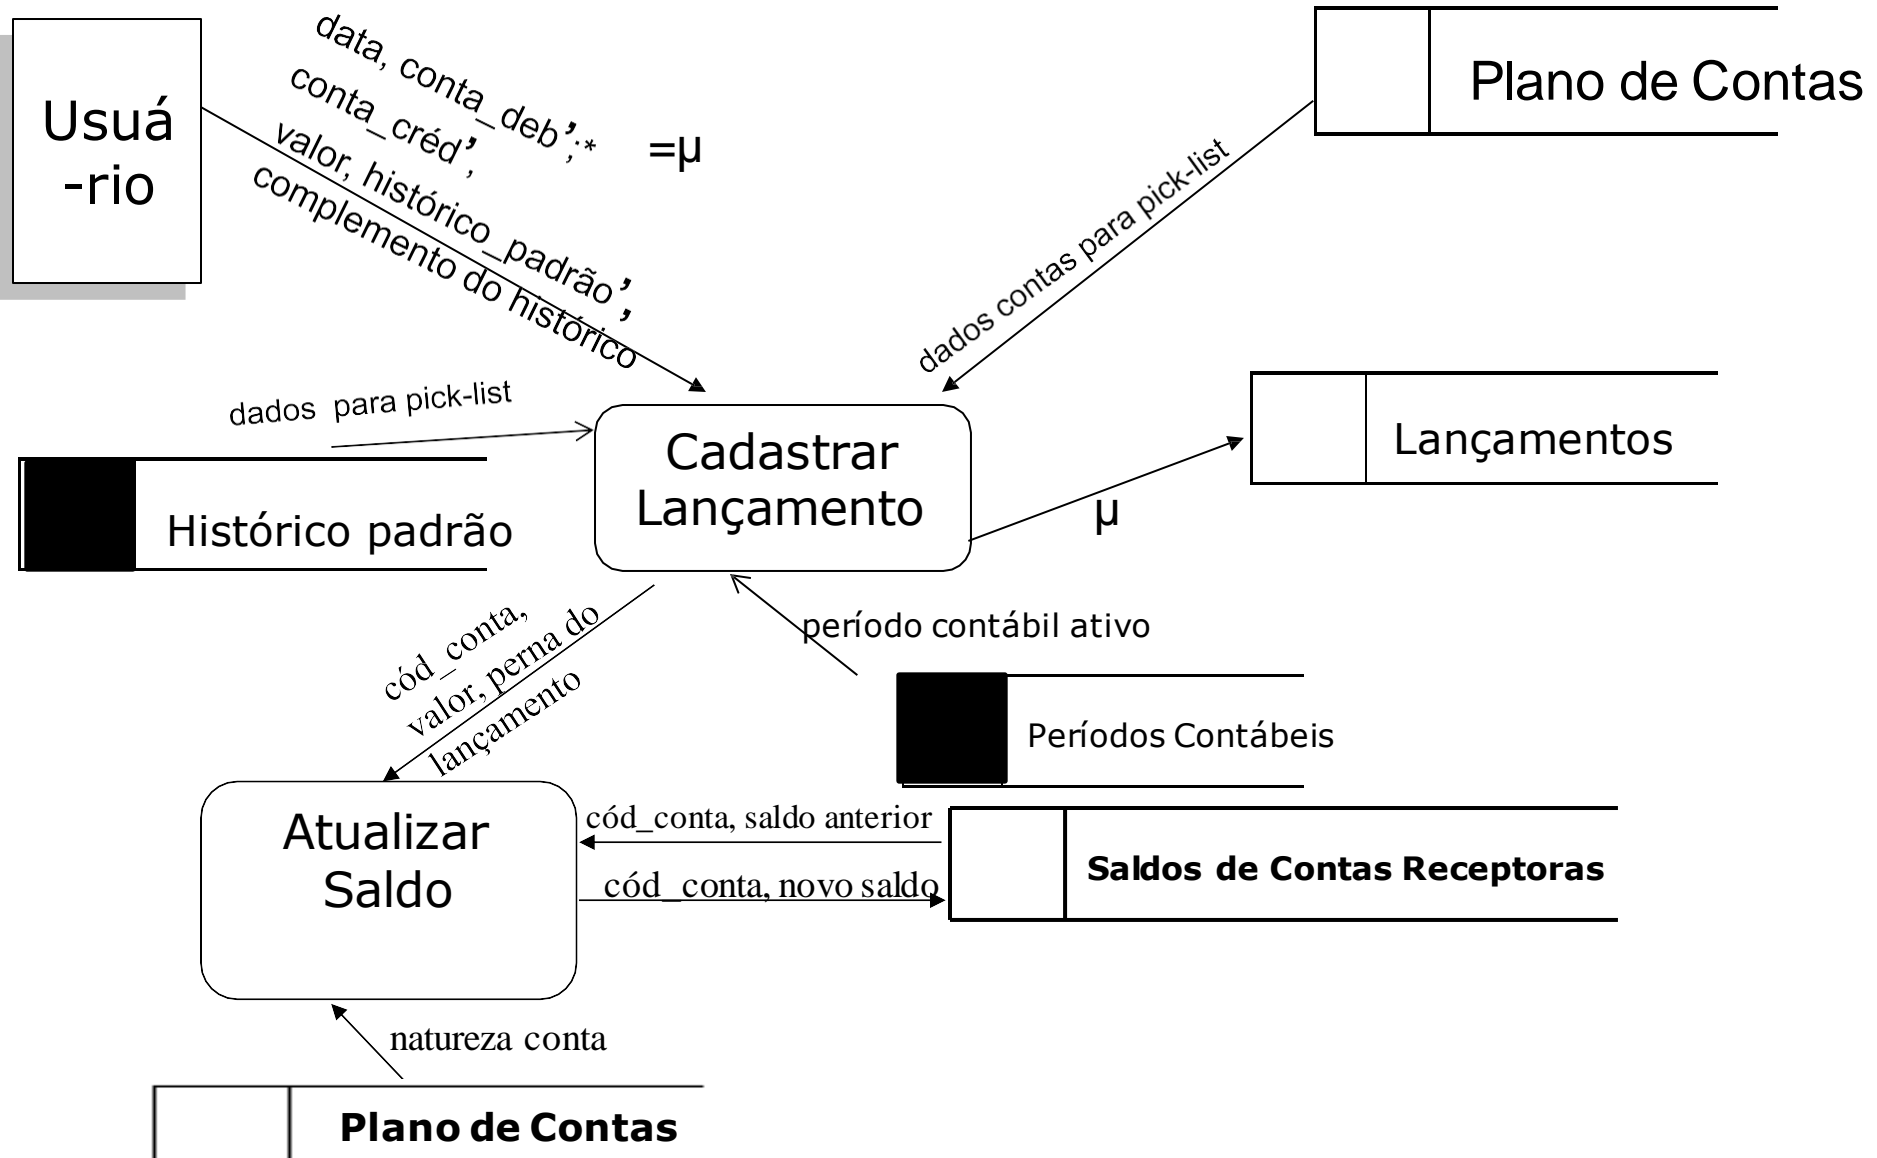 Usuá
-rio
data, conta_deb’;*
conta_créd’,
valor, histórico_padrão’,
complemento do histórico
=µ
Plano de Contas
dados contas para pick-list
dados para pick-list
Histórico padrão
Cadastrar
Lançamento
Lançamentos
µ
período contábil ativo
cód_conta,
valor, perna do
lançamento
Períodos Contábeis
Atualizar
Saldo
cód_conta, saldo anterior
cód_conta, novo saldo
Saldos de Contas Receptoras
natureza conta
Plano de Contas